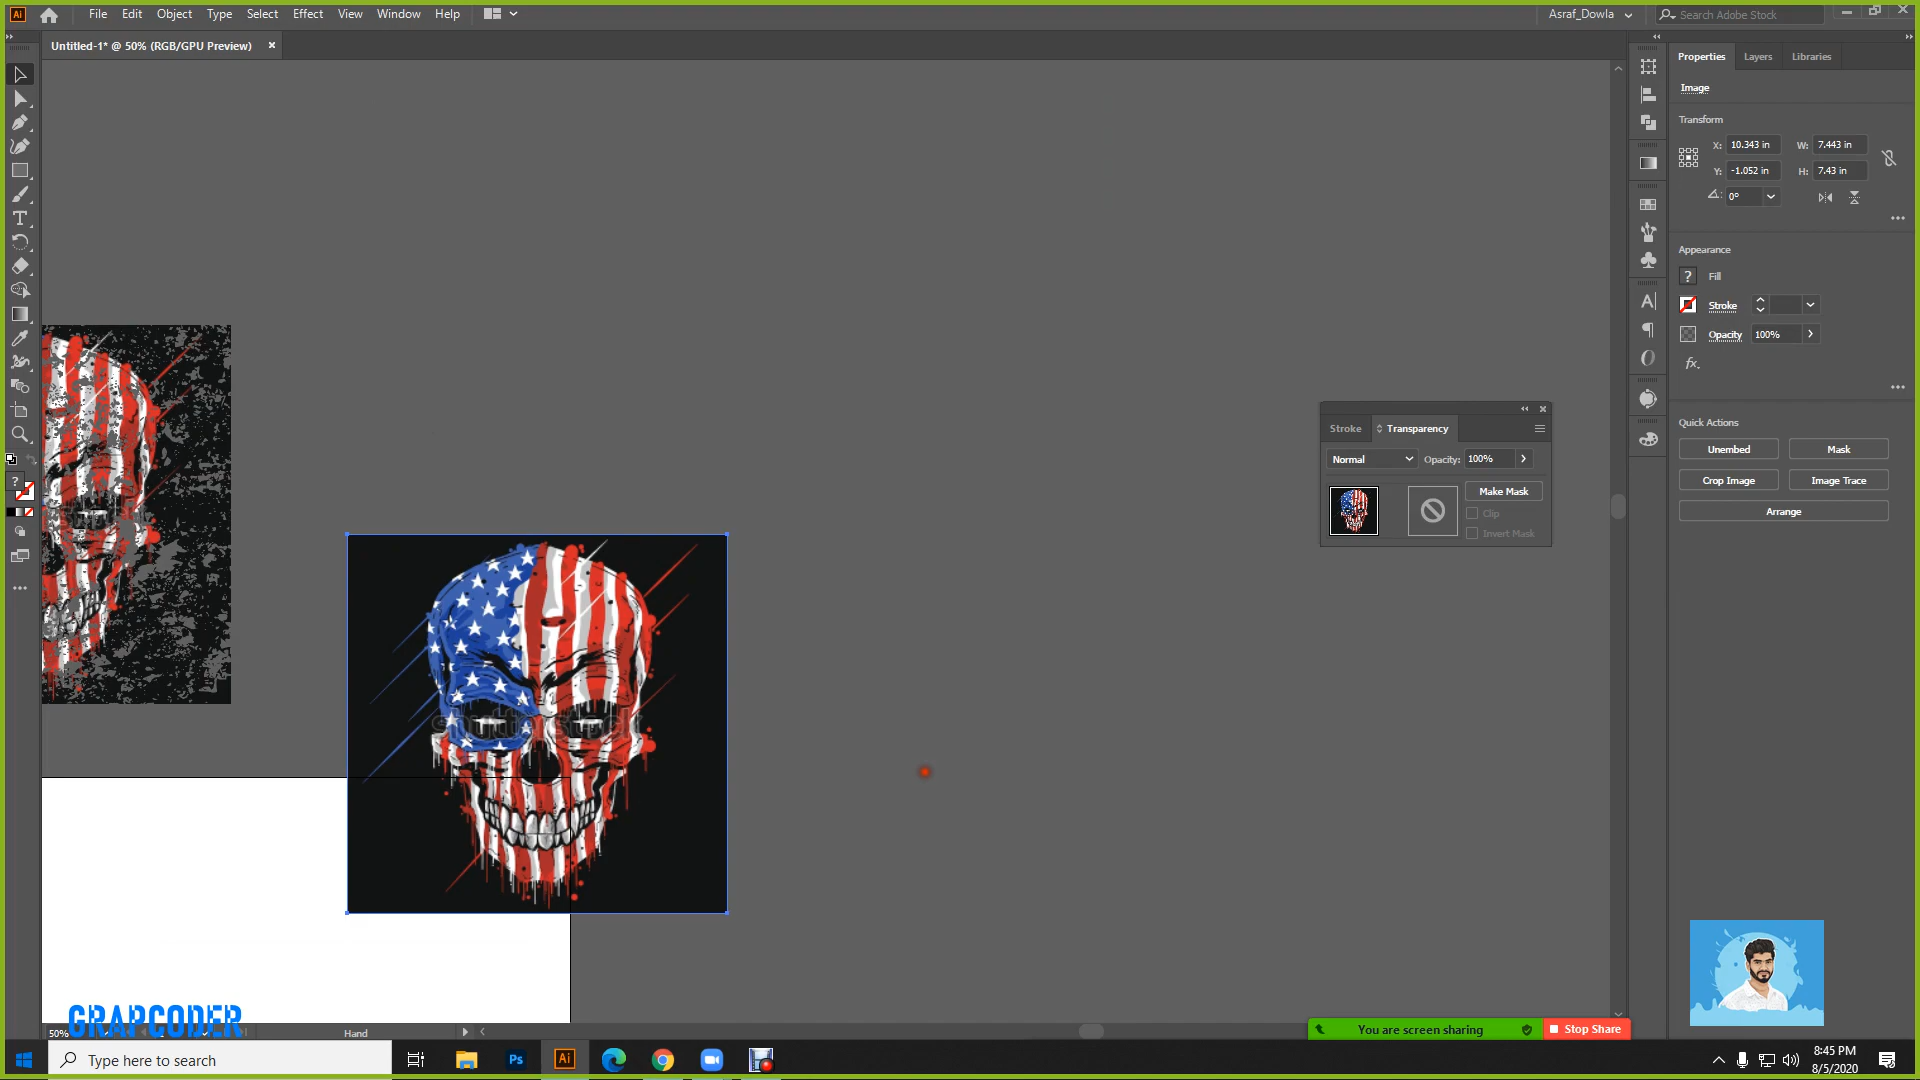 Ai File Edit Object Type Select Effect View Window Help Asraf_Dowla Search Adobe Stock
Untitled-1* @ 50% (RGB/GPU Preview) ×
Properties Layers Libraries
Image
Transform
X: 10.343 in W: 7.443 in
Y: -1.052 in H: 7.43 in
0°
Appearance
? Fill
Stroke
Opacity 100%
fx.
Quick Actions
Unembed Mask
Crop Image Image Trace
Arrange
Stroke Transparency
Normal Opacity: 100%
Make Mask
Clip
Invert Mask
shutterstock
GRAPCODER
50% Hand
You are screen sharing Stop Share
Type here to search
Ps Ai
8:45 PM
8/5/2020